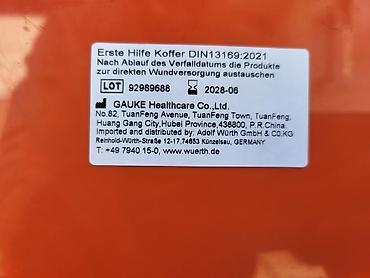 Erste Hilfe Koffer DIN13169:2021
Nach Ablauf des Verfalldatums die Produkte
zur direkten Wundversorgung austauschen
LOT 92989688 2028-06
GAUKE Healthcare Co.,Ltd.
No.82, TuanFeng Avenue, TuanFeng Town, TuanFeng,
Huang Gang City,Hubei Province,438800, P.R.China
Imported and distributed by: Adolf Würth GmbH & C0.KG
Reinhold-Würth-Straße 12-17,74653 Künzelsau, GERMANY
T: +49 7940 15-0, www.wuerth.de